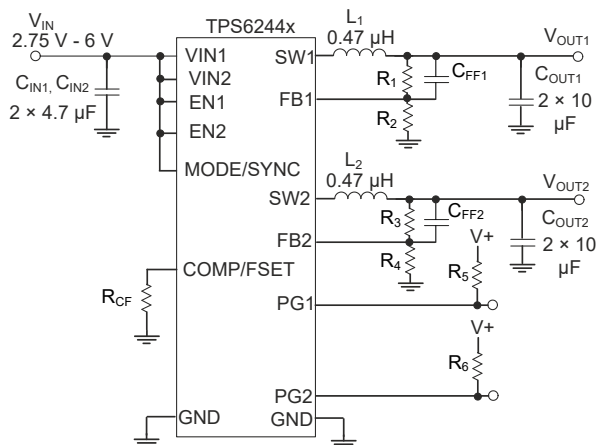 TPS6244x
VIN
2.75 V - 6 V
CIN1, CIN2
2 × 4.7 µF
VIN1
VIN2
EN1
EN2
MODE/SYNC
COMP/FSET
RCF
GND
SW1
FB1
SW2
FB2
PG1
PG2
GND
L1
0.47 µH
R1
R2
CFF1
VOUT1
COUT1
2 × 10
µF
L2
0.47 µH
R3
R4
CFF2
VOUT2
COUT2
2 × 10
µF
V+
R5
V+
R6